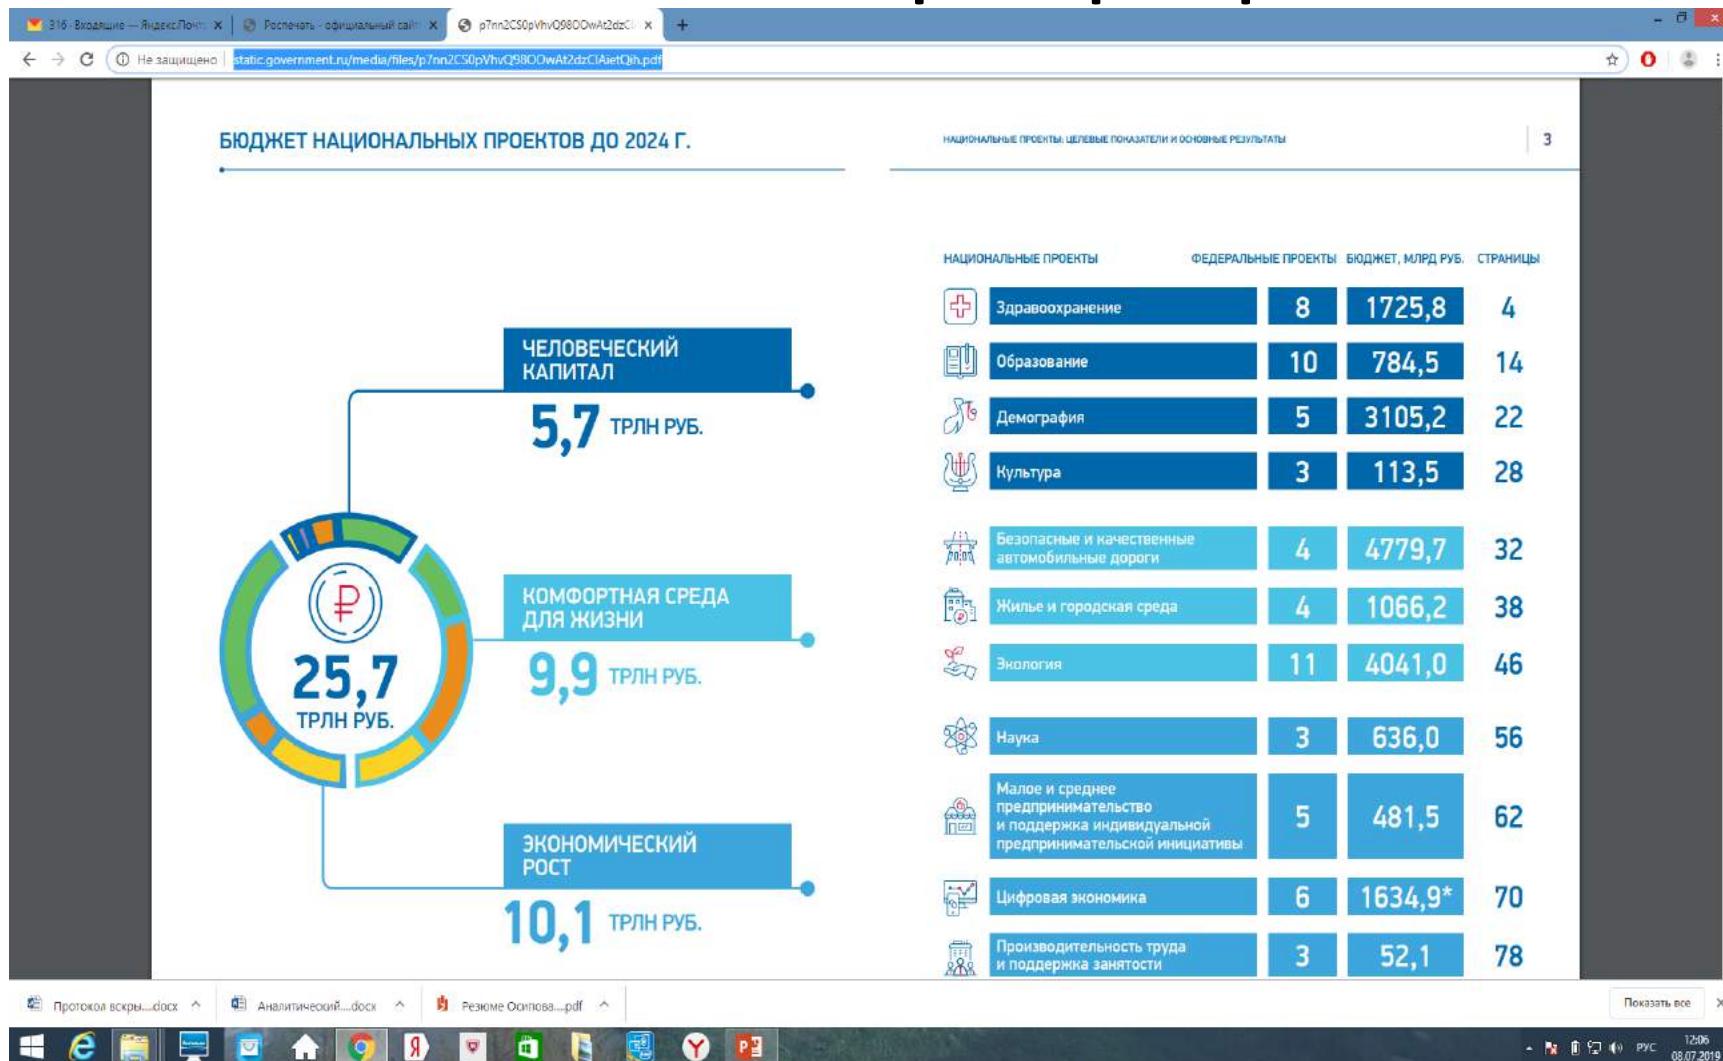 316 · Входящие — Яндекс.Почт
Роспечать - официальный сайт
p7nn2CS0pVhvQ98OOwAt2dzCl
Не защищено
static.government.ru/media/files/p7nn2CS0pVhvQ98OOwAt2dzClAietQih.pdf
БЮДЖЕТ НАЦИОНАЛЬНЫХ ПРОЕКТОВ ДО 2024 Г.
НАЦИОНАЛЬНЫЕ ПРОЕКТЫ: ЦЕЛЕВЫЕ ПОКАЗАТЕЛИ И ОСНОВНЫЕ РЕЗУЛЬТАТЫ
3
ЧЕЛОВЕЧЕСКИЙ
КАПИТАЛ
5,7 ТРЛН РУБ.
25,7
ТРЛН РУБ.
КОМФОРТНАЯ СРЕДА
ДЛЯ ЖИЗНИ
9,9 ТРЛН РУБ.
ЭКОНОМИЧЕСКИЙ
РОСТ
10,1 ТРЛН РУБ.
НАЦИОНАЛЬНЫЕ ПРОЕКТЫ ФЕДЕРАЛЬНЫЕ ПРОЕКТЫ БЮДЖЕТ, МЛРД РУБ. СТРАНИЦЫ
Здравоохранение 8 1725,8 4
Образование 10 784,5 14
Демография 5 3105,2 22
Культура 3 113,5 28
Безопасные и качественные
автомобильные дороги 4 4779,7 32
Жилье и городская среда 4 1066,2 38
Экология 11 4041,0 46
Наука 3 636,0 56
Малое и среднее
предпринимательство
и поддержка индивидуальной
предпринимательской инициативы 5 481,5 62
Цифровая экономика 6 1634,9* 70
Производительность труда
и поддержка занятости 3 52,1 78
Протокол вскры....docx
Аналитический....docx
Резюме Осипова....pdf
Показать все
РУС
12:06
08.07.2019